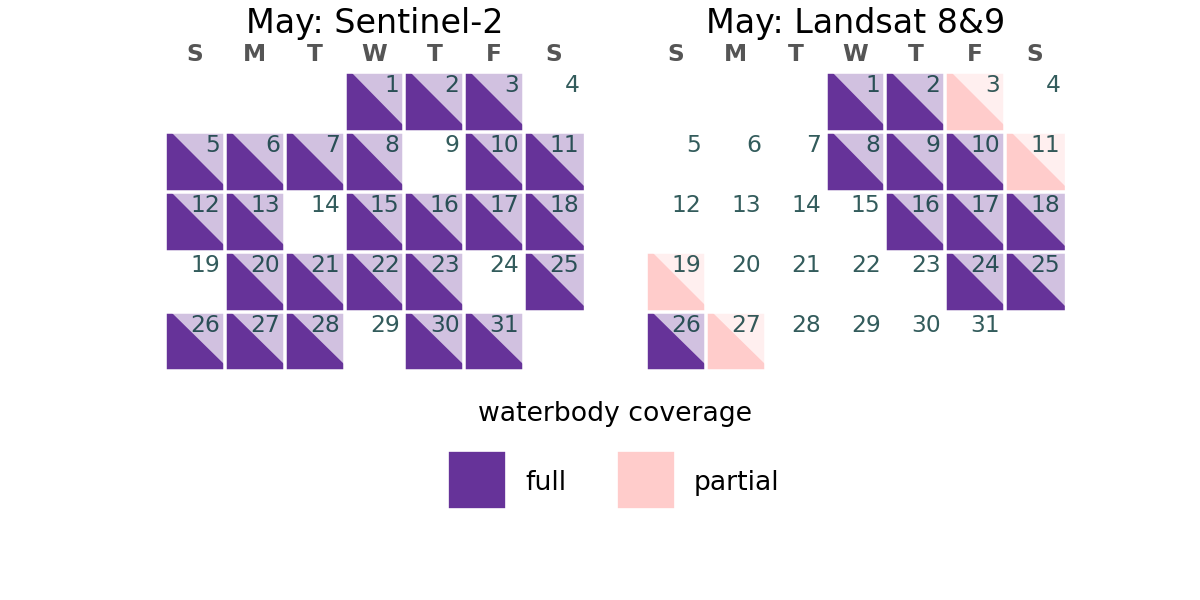 May: Sentinel-2
S M T W T F S
1 2 3 4
5 6 7 8 9 10 11
12 13 14 15 16 17 18
19 20 21 22 23 24 25
26 27 28 29 30 31
May: Landsat 8&9
S M T W T F S
1 2 3 4
5 6 7 8 9 10 11
12 13 14 15 16 17 18
19 20 21 22 23 24 25
26 27 28 29 30 31
waterbody coverage
full partial